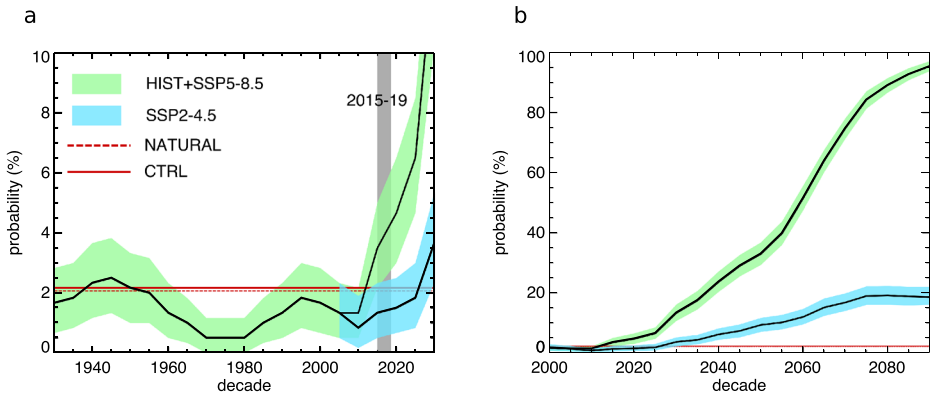 a
probability (%)
10
8
6
4
2
0
HIST+SSP5-8.5
SSP2-4.5
NATURAL
CTRL
2015-19
1940 1960 1980 2000 2020
decade
b
probability (%)
100
80
60
40
20
0
2000 2020 2040 2060 2080
decade